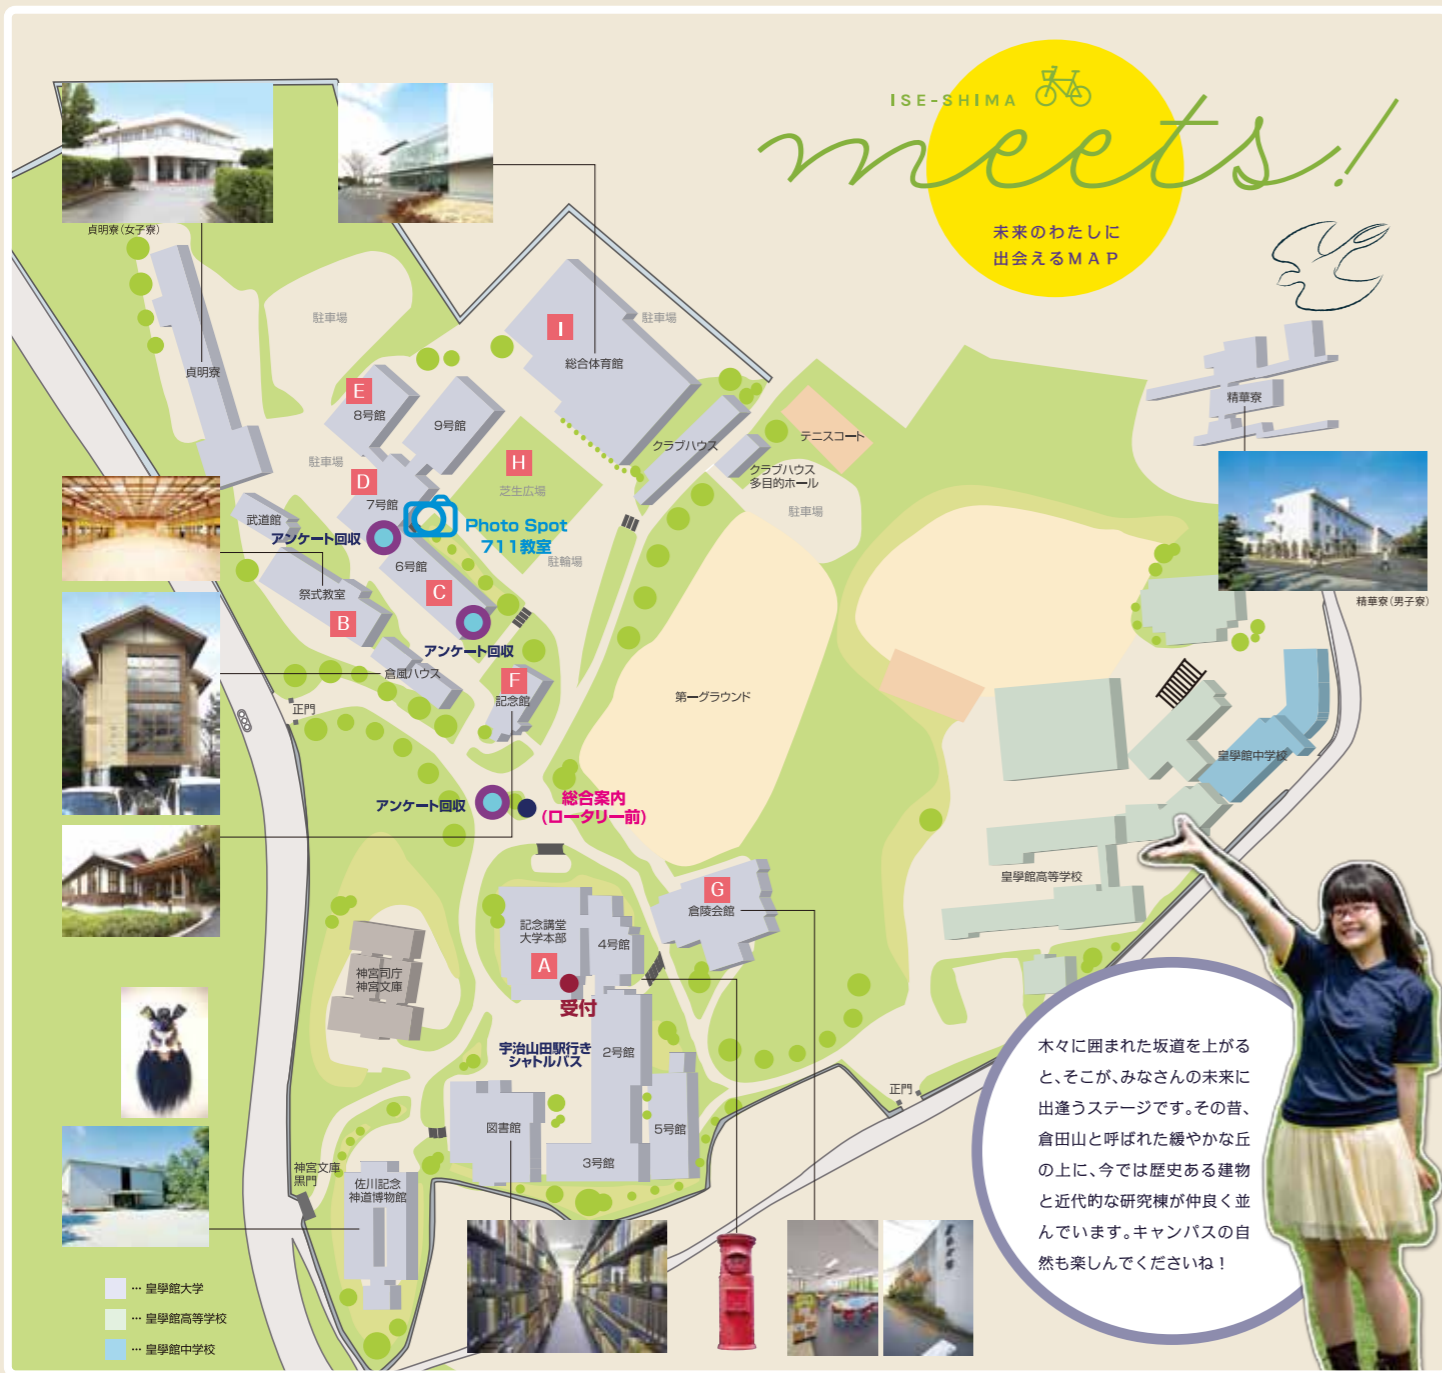 ISE-SHIMA
meets!
未来のわたしに
出会えるMAP
貞明寮(女子寮)
駐車場
I
駐車場
総合体育館
貞明寮
E
8号館
9号館
精華寮
テニスコート
クラブハウス
クラブハウス
多目的ホール
駐車場
駐車場
H
芝生広場
D
7号館
武道館
アンケート回収
Photo Spot
711教室
駐輪場
6号館
C
祭式教室
B
アンケート回収
精華寮(男子寮)
倉風ハウス
F
記念館
正門
第一グラウンド
皇學館中学校
アンケート回収
総合案内
(ロータリー前)
皇學館高等学校
G
倉陵会館
記念講堂
大学本部
4号館
A
受付
神宮司庁
神宮文庫
宇治山田駅行き
シャトルバス
2号館
正門
図書館
5号館
3号館
神宮文庫
黒門
佐川記念
神道博物館
木々に囲まれた坂道を上がる
と、そこが、みなさんの未来に
出逢うステージです。その昔、
倉田山と呼ばれた緩やかな丘
の上に、今では歴史ある建物
と近代的な研究棟が仲良く並
んでいます。キャンパスの自
然も楽しんでくださいね!
… 皇學館大学
… 皇學館高等学校
… 皇學館中学校